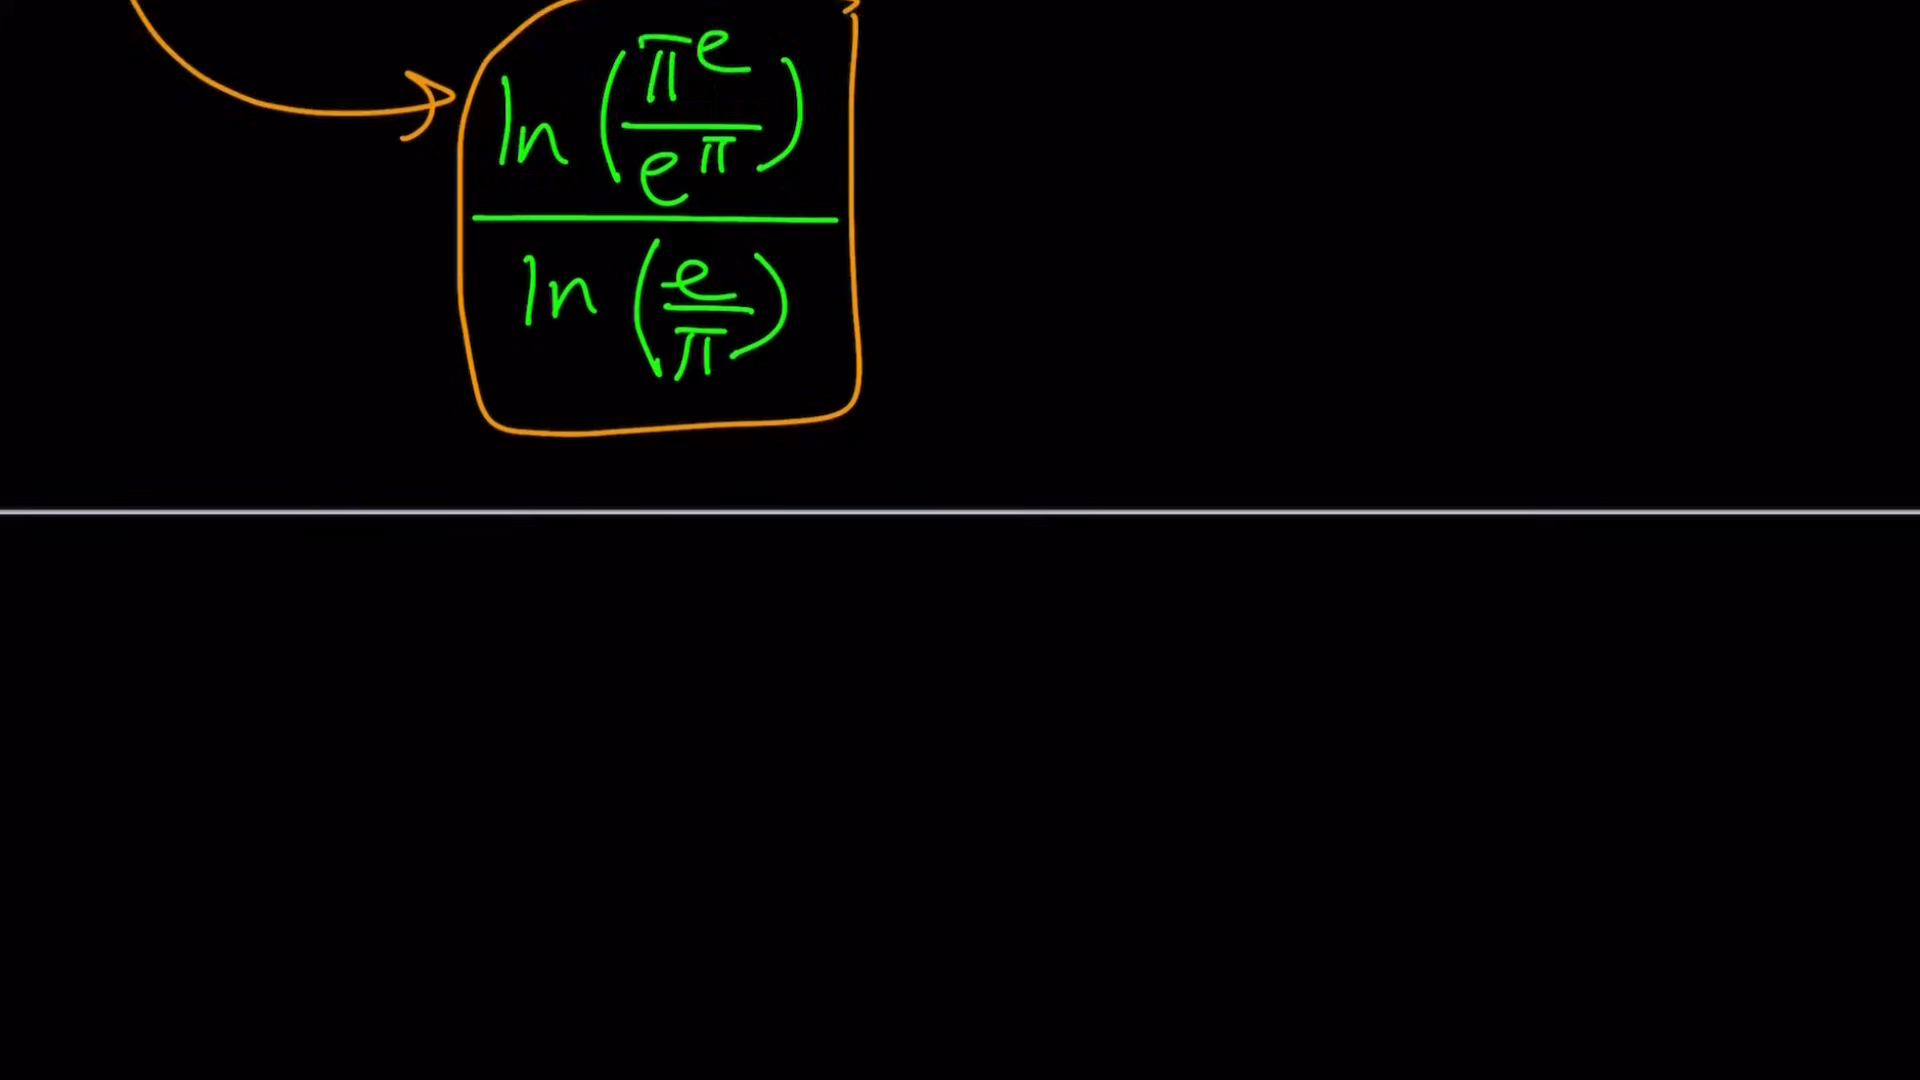 ln (π^e / e^π)
ln (e / π)